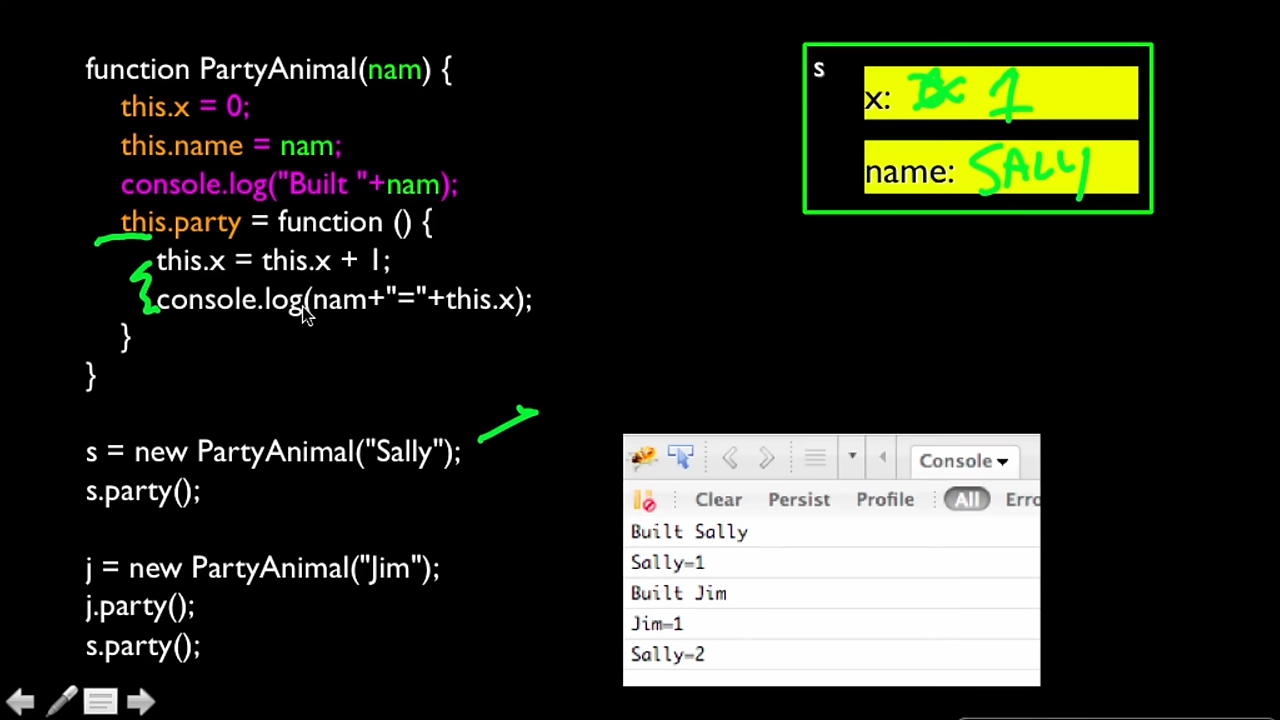 function PartyAnimal(nam) {
this.x = 0;
this.name = nam;
console.log("Built "+nam);
this.party = function () {
this.x = this.x + 1;
console.log(nam+"="+this.x);
}
}
s = new PartyAnimal("Sally");
s.party();
j = new PartyAnimal("Jim");
j.party();
s.party();
s
x: 1
name: SALLY
Console
Clear Persist Profile All Erro
Built Sally
Sally=1
Built Jim
Jim=1
Sally=2